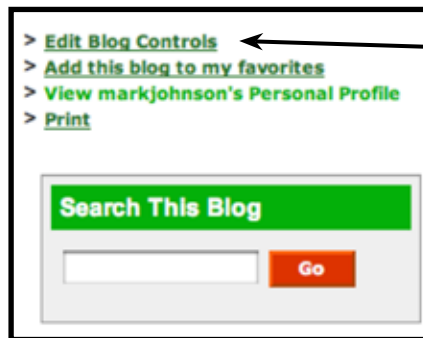 > Edit Blog Controls
> Add this blog to my favorites
> View markjohnson's Personal Profile
> Print
Search This Blog
Go